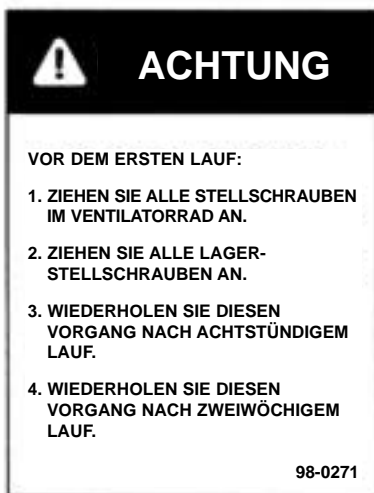 ACHTUNG
VOR DEM ERSTEN LAUF:
1. ZIEHEN SIE ALLE STELLSCHRAUBEN
IM VENTILATORRAD AN.
2. ZIEHEN SIE ALLE LAGER-
STELLSCHRAUBEN AN.
3. WIEDERHOLEN SIE DIESEN
VORGANG NACH ACHTSTÜNDIGEM
LAUF.
4. WIEDERHOLEN SIE DIESEN
VORGANG NACH ZWEIWÖCHIGEM
LAUF.
98-0271